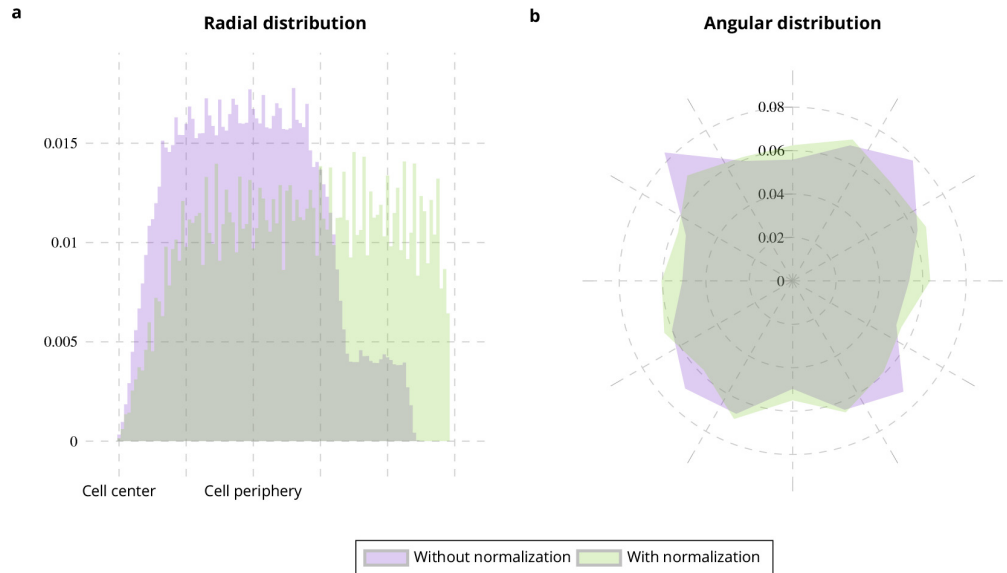 a
Radial distribution
0.015
0.01
0.005
0
Cell center
Cell periphery
b
Angular distribution
0.08
0.06
0.04
0.02
0
Without normalization
With normalization